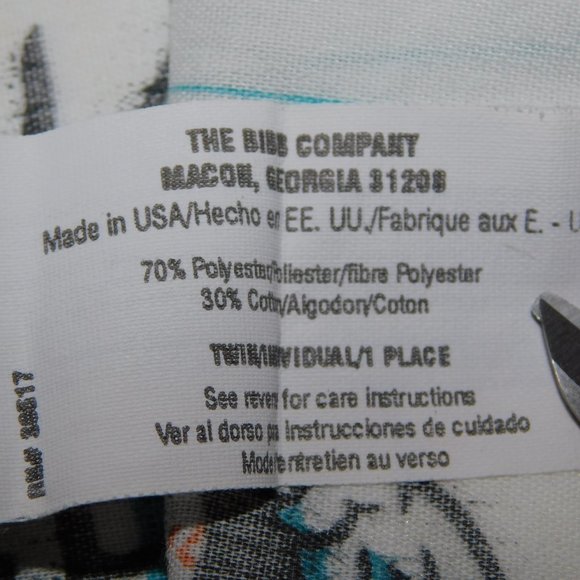 THE BIBB COMPANY
MACON, GEORGIA 31208
Made in USA/Hecho en EE. UU./Fabrique aux E. -
70% Polyester/Poliester/fibre Polyester
30% Cotton/Algodon/Coton
TWIN/INDIVIDUAL/1 PLACE
See reverse for care instructions
Ver al dorso para instrucciones de cuidado
Mode entretien au verso
RN# 38617